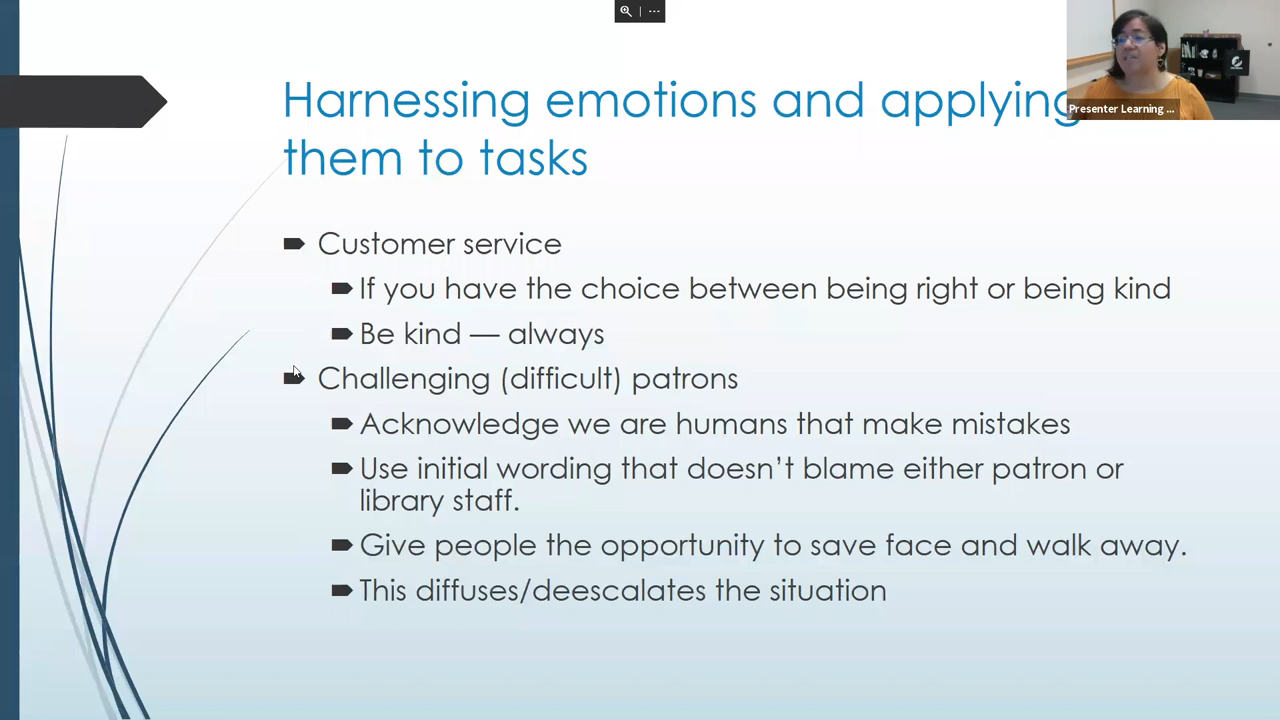 Harnessing emotions and applying
them to tasks
Presenter Learning ...
Customer service
If you have the choice between being right or being kind
Be kind — always
Challenging (difficult) patrons
Acknowledge we are humans that make mistakes
Use initial wording that doesn't blame either patron or
library staff.
Give people the opportunity to save face and walk away.
This diffuses/deescalates the situation